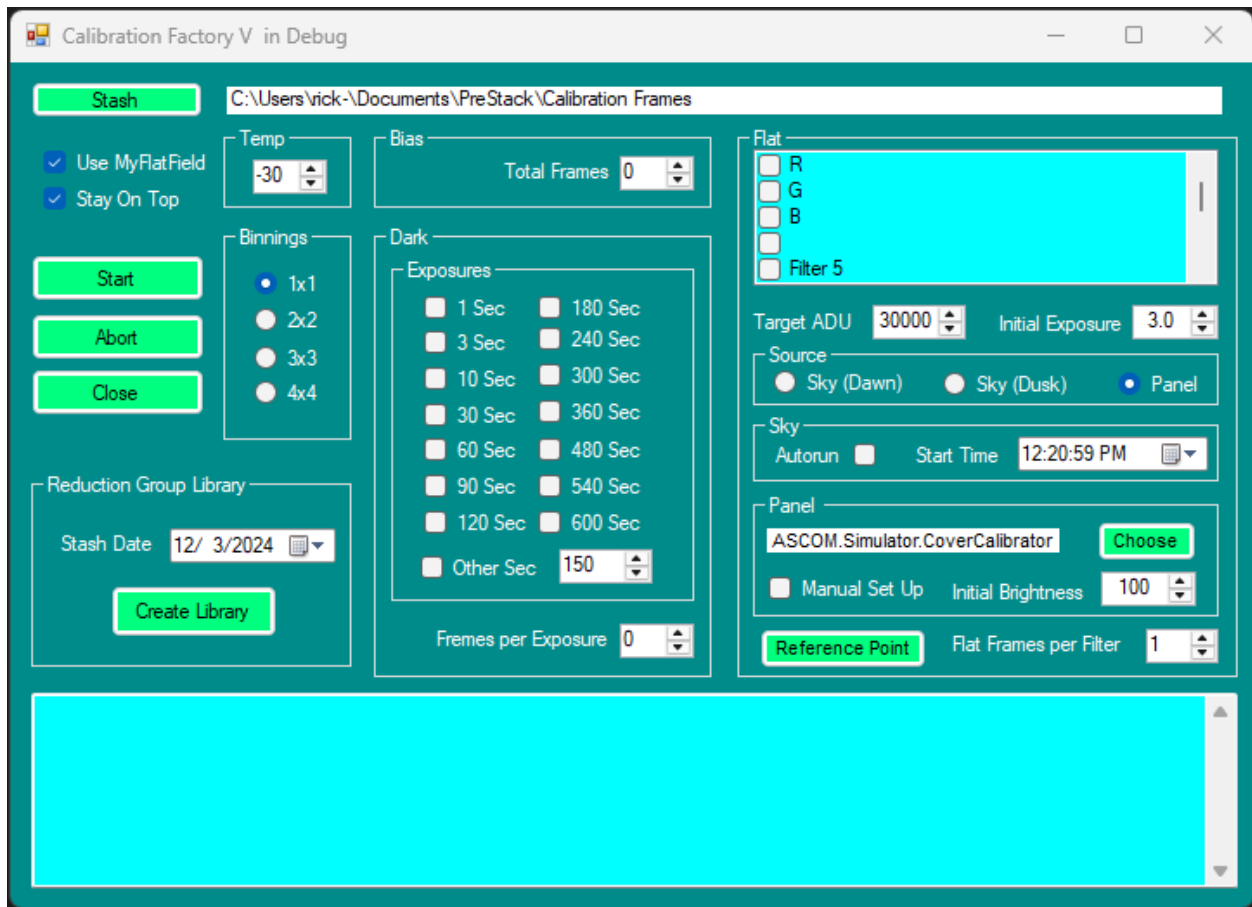 Calibration Factory V in Debug
Stash
C:\Users\rick-\Documents\PreStack\Calibration Frames
Use MyFlatField
Stay On Top
Start
Abort
Close
Temp
-30
Binnings
1x1
2x2
3x3
4x4
Reduction Group Library
Stash Date 12/ 3/2024
Create Library
Bias
Total Frames 0
Dark
Exposures
1 Sec 180 Sec
3 Sec 240 Sec
10 Sec 300 Sec
30 Sec 360 Sec
60 Sec 480 Sec
90 Sec 540 Sec
120 Sec 600 Sec
Other Sec 150
Fremes per Exposure 0
Flat
R
G
B
Filter 5
Target ADU 30000 Initial Exposure 3.0
Source
Sky (Dawn) Sky (Dusk) Panel
Sky
Autorun Start Time 12:20:59 PM
Panel
ASCOM.Simulator.CoverCalibrator Choose
Manual Set Up Initial Brightness 100
Reference Point Flat Frames per Filter 1